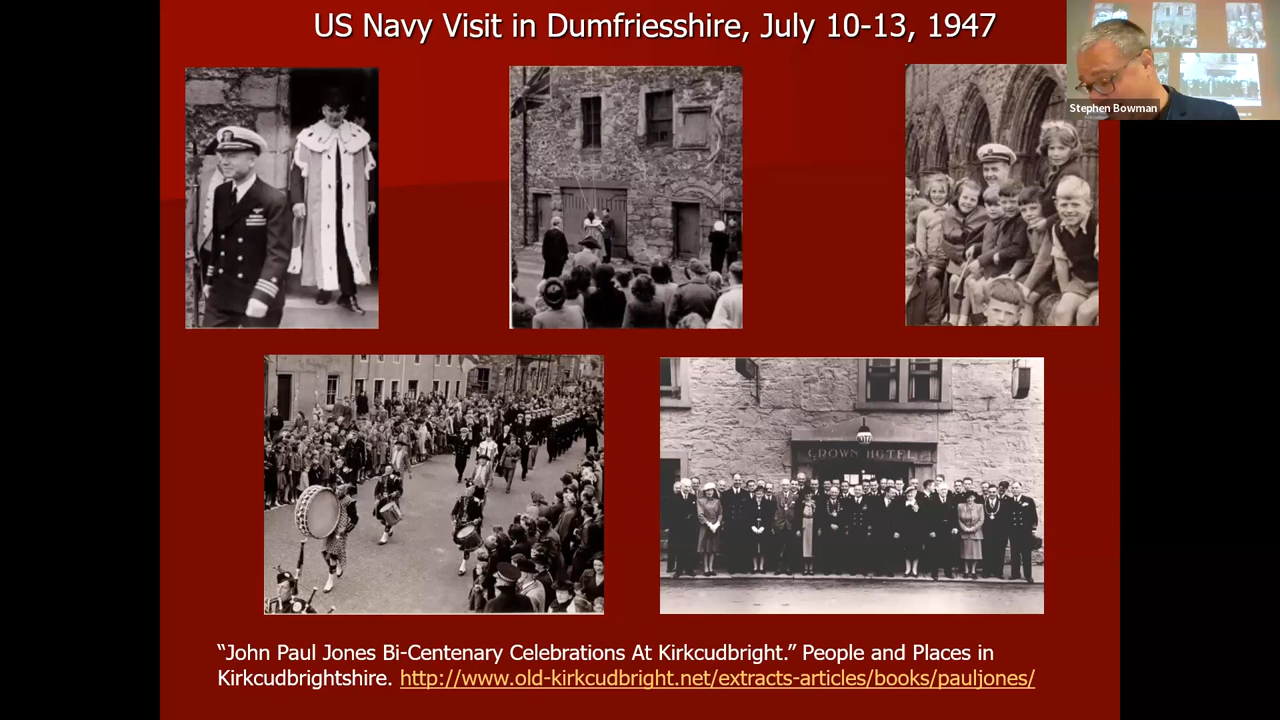 US Navy Visit in Dumfriesshire, July 10-13, 1947
Stephen Bowman
CROWN HOTEL
“John Paul Jones Bi-Centenary Celebrations At Kirkcudbright.” People and Places in
Kirkcudbrightshire. http://www.old-kirkcudbright.net/extracts-articles/books/pauljones/